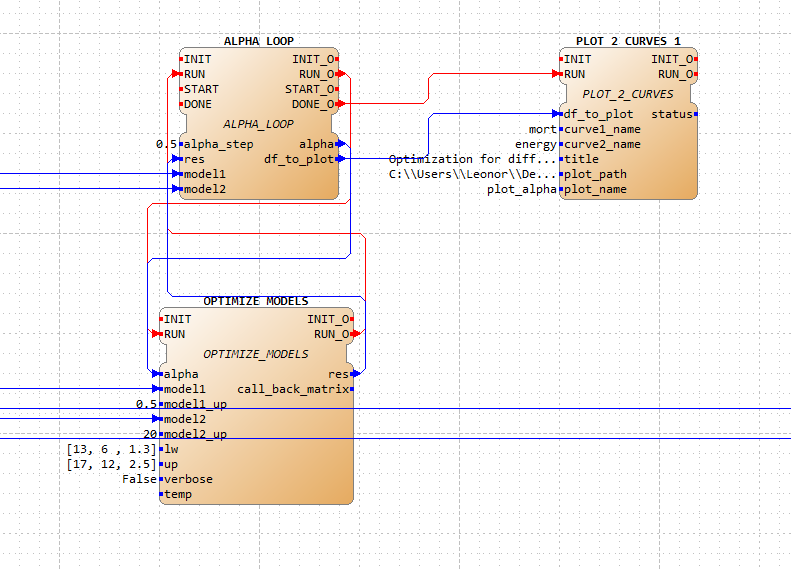 ALPHA LOOP
INIT INIT_O
RUN RUN_O
START START_O
DONE DONE_O
ALPHA_LOOP
0.5 alpha_step alpha
res df_to_plot
model1
model2
PLOT 2 CURVES 1
INIT INIT_O
RUN RUN_O
PLOT_2_CURVES
df_to_plot status
mort curve1_name
energy curve2_name
Optimization for diff... title
C:\\Users\\Leonor\\De... plot_path
plot_alpha plot_name
OPTIMIZE MODELS
INIT INIT_O
RUN RUN_O
OPTIMIZE_MODELS
alpha res
model1 call_back_matrix
0.5 model1_up
model2
20 model2_up
[13, 6 , 1.3] lw
[17, 12, 2.5] up
False verbose
temp